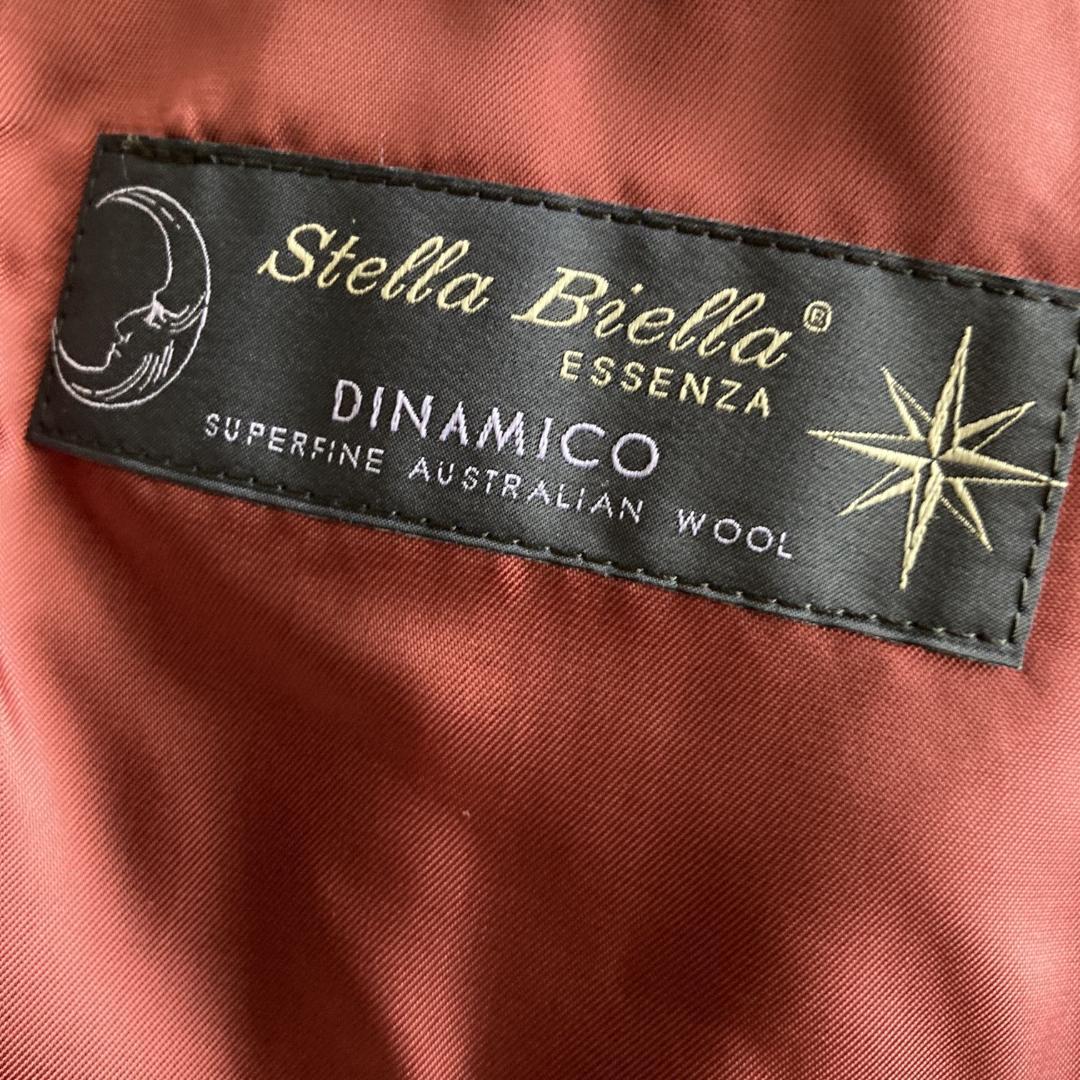 Stella Biella®
ESSENZA
DINAMICO
SUPERFINE AUSTRALIAN WOOL